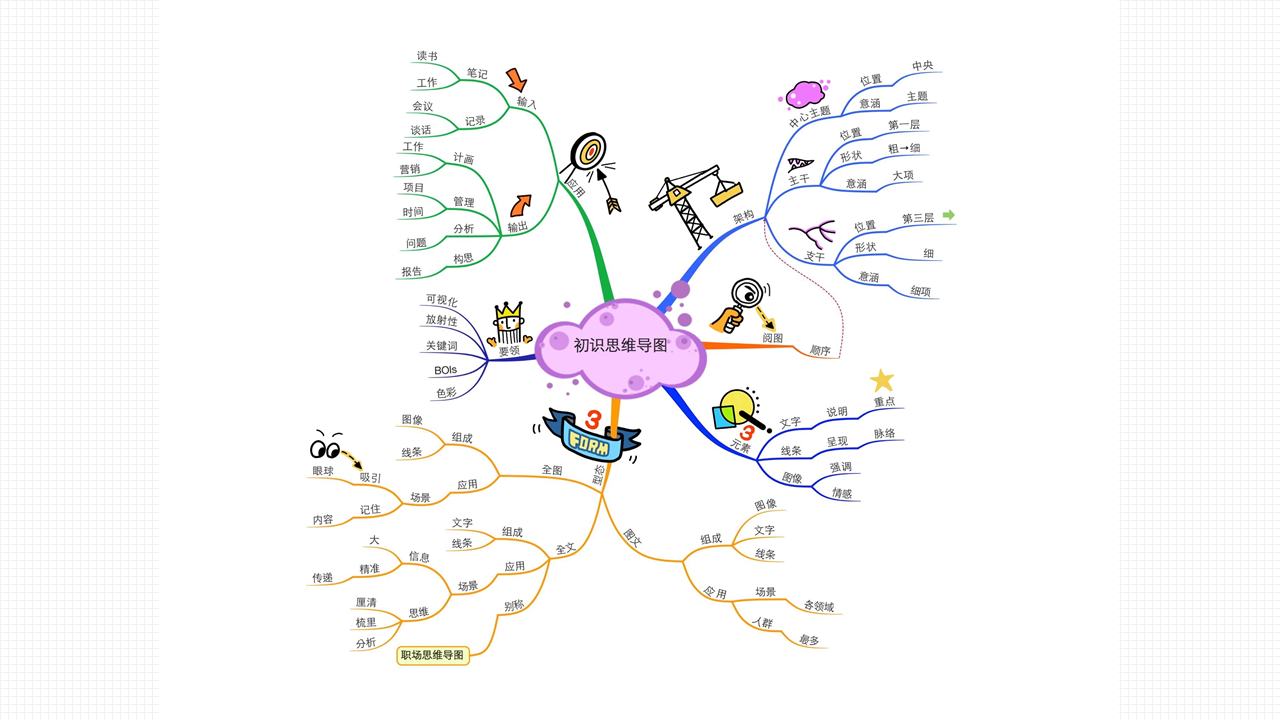 初识思维导图
架构
中心主题
位置
中央
意涵
主题
主干
位置
第一层
形状
粗→细
意涵
大项
支干
位置
第三层
形状
细
意涵
细项
阅图
顺序
3
元素
文字
说明
重点
线条
呈现
脉络
图像
强调
情感
3
FORM
型态
图文
组成
图像
文字
线条
应用
场景
各领域
人群
最多
全文
组成
文字
线条
应用
场景
信息
大
精准
传递
思维
厘清
梳里
分析
别称
职场思维导图
全图
组成
图像
线条
应用
场景
吸引
眼球
记住
内容
要领
可视化
放射性
关键词
BOIs
色彩
应用
输入
笔记
读书
工作
记录
会议
谈话
输出
计画
工作
营销
管理
项目
时间
分析
问题
构思
报告